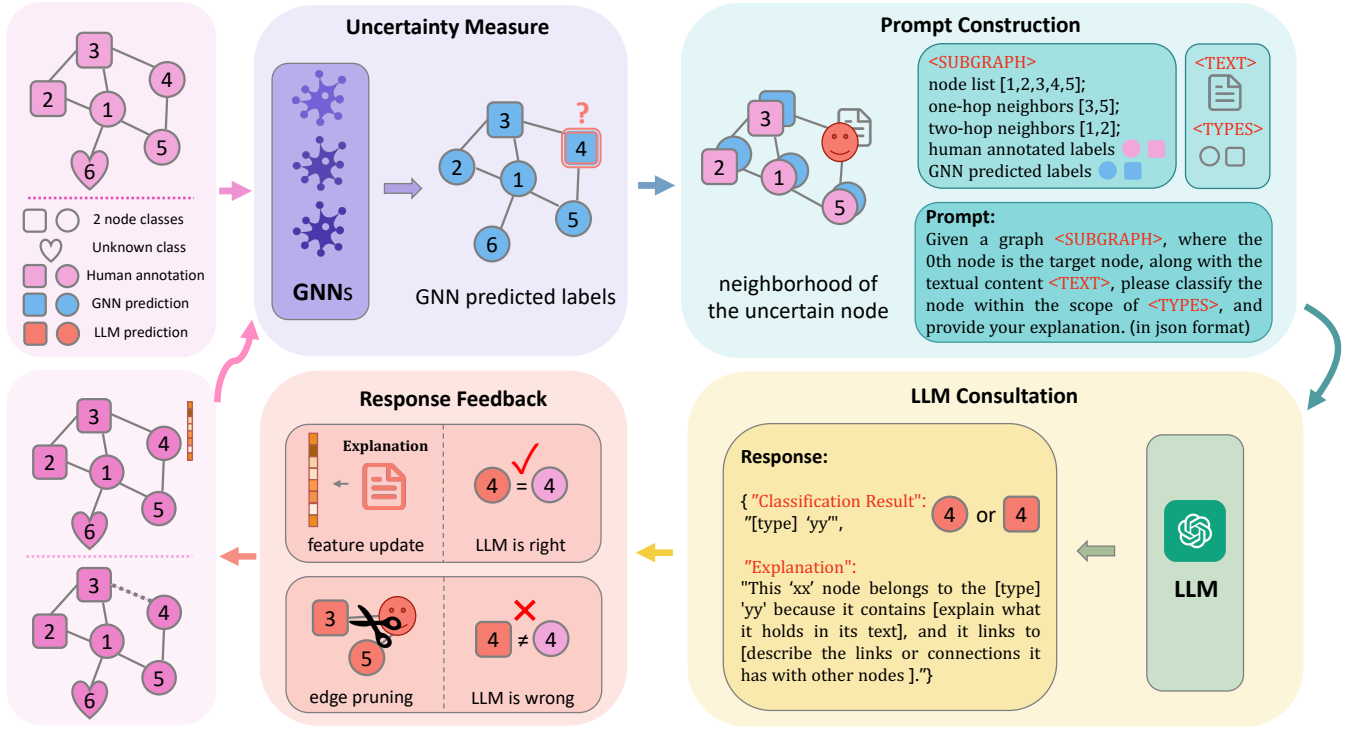 3
4
2
1
5
6
2 node classes
Unknown class
Human annotation
GNN prediction
LLM prediction
Uncertainty Measure
GNNs
?
3
4
2
1
5
6
GNN predicted labels
Prompt Construction
3
2
1
5
neighborhood of
the uncertain node
<SUBGRAPH>
node list [1,2,3,4,5];
one-hop neighbors [3,5];
two-hop neighbors [1,2];
human annotated labels
GNN predicted labels
<TEXT>
<TYPES>
Prompt:
Given a graph <SUBGRAPH>, where the
0th node is the target node, along with the
textual content <TEXT>, please classify the
node within the scope of <TYPES>, and
provide your explanation. (in json format)
3
4
2
1
5
6
3
4
2
1
5
6
Response Feedback
Explanation
feature update
4 = 4
LLM is right
3
5
edge pruning
4 ≠ 4
LLM is wrong
LLM Consultation
Response:
{ "Classification Result":
"[type] ‘yy’",
4 or 4
"Explanation":
"This ‘xx’ node belongs to the [type]
'yy' because it contains [explain what
it holds in its text], and it links to
[describe the links or connections it
has with other nodes ].”}
LLM